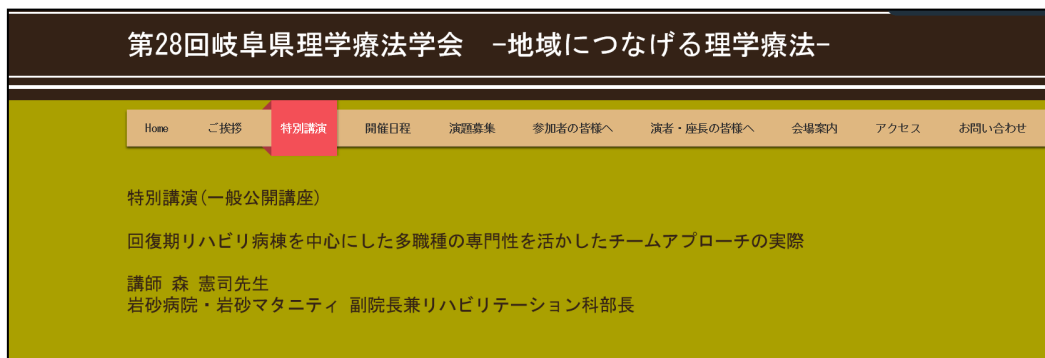 第28回岐阜県理学療法学会　-地域につなげる理学療法-
Home ご挨拶 特別講演 開催日程 演題募集 参加者の皆様へ 演者・座長の皆様へ 会場案内 アクセス お問い合わせ
特別講演(一般公開講座)
回復期リハビリ病棟を中心にした多職種の専門性を活かしたチームアプローチの実際
講師 森 憲司先生
岩砂病院・岩砂マタニティ 副院長兼リハビリテーション科部長